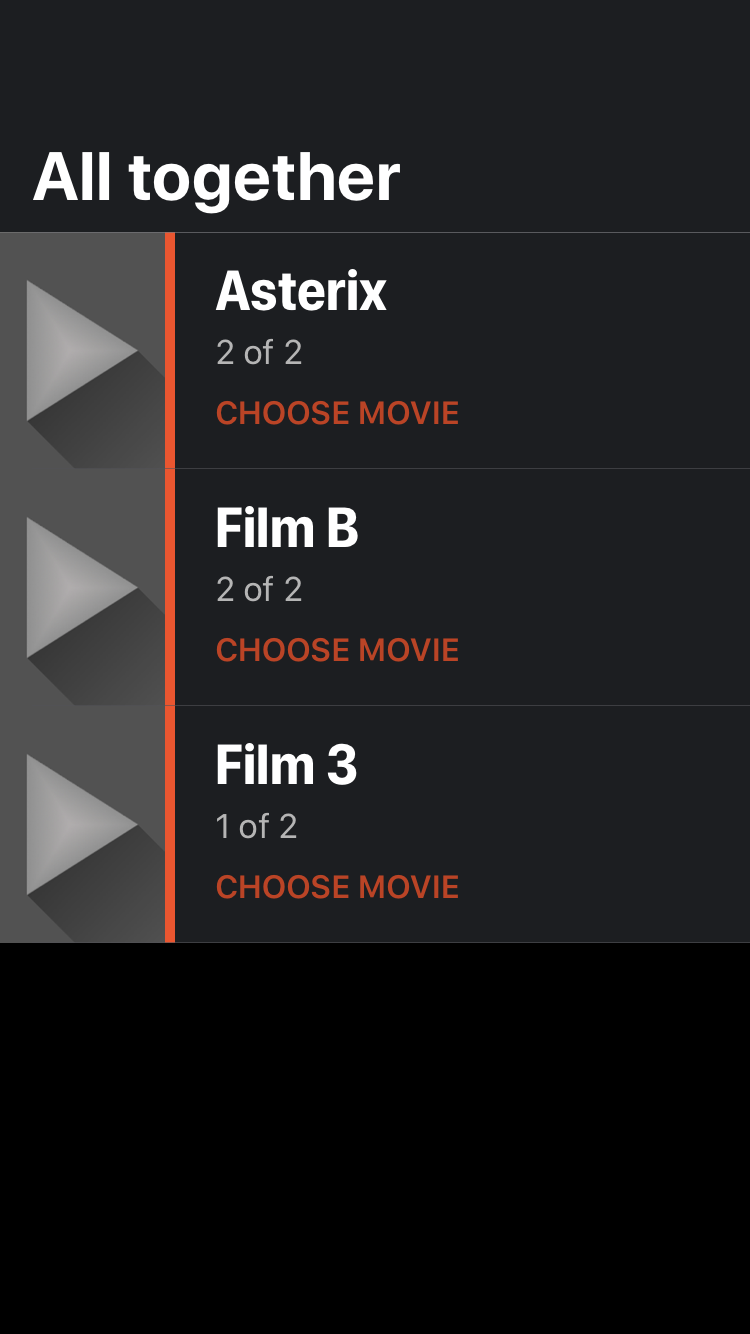 All together
Asterix
2 of 2
CHOOSE MOVIE
Film B
2 of 2
CHOOSE MOVIE
Film 3
1 of 2
CHOOSE MOVIE